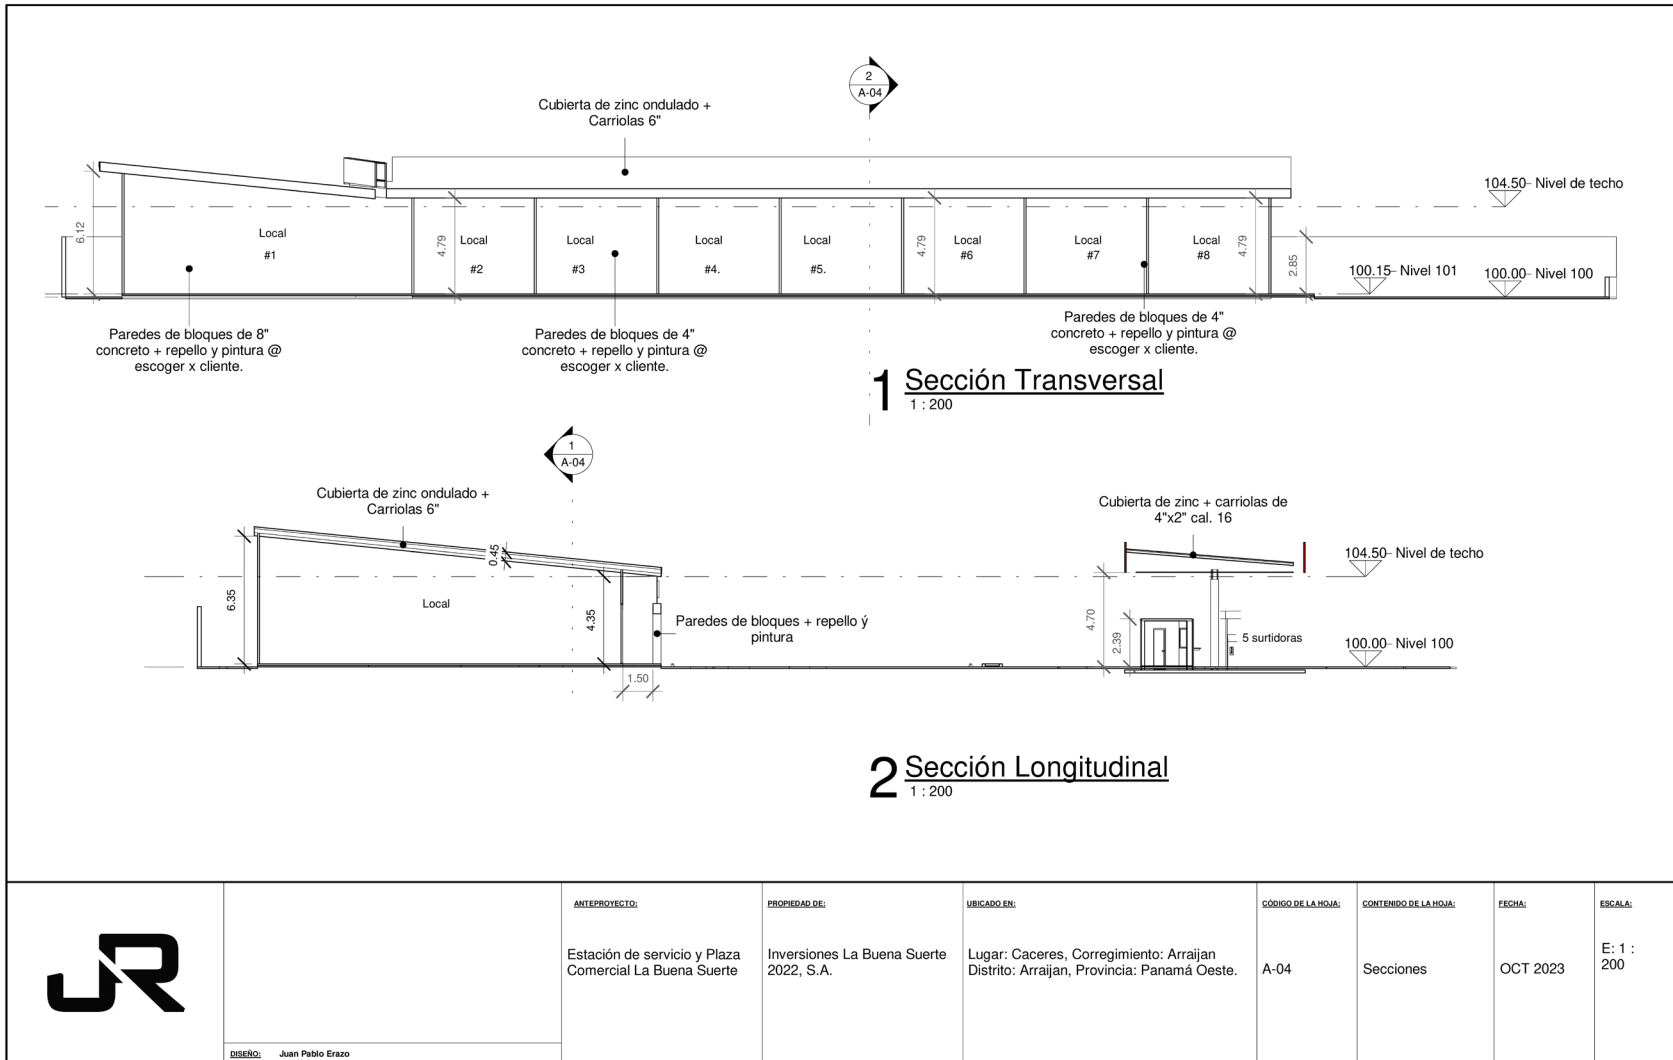 2
A-04
Cubierta de zinc ondulado +
Carriolas 6"
104.50 Nivel de techo
6.12
Local
#1
4.79
Local
#2
Local
#3
Local
#4.
Local
#5.
4.79
Local
#6
Local
#7
Local
#8
4.79
2.85
100.15 Nivel 101
100.00 Nivel 100
Paredes de bloques de 8"
concreto + repello y pintura @
escoger x cliente.
Paredes de bloques de 4"
concreto + repello y pintura @
escoger x cliente.
Paredes de bloques de 4"
concreto + repello y pintura @
escoger x cliente.
1 Sección Transversal
1 : 200
1
A-04
Cubierta de zinc ondulado +
Carriolas 6"
0.45
6.35
Local
4.35
Paredes de bloques + repello ý
pintura
1.50
Cubierta de zinc + carriolas de
4"x2" cal. 16
104.50 Nivel de techo
4.70
2.39
5 surtidoras
100.00 Nivel 100
2 Sección Longitudinal
1 : 200
JR
DISEÑO: Juan Pablo Erazo
ANTEPROYECTO:
Estación de servicio y Plaza
Comercial La Buena Suerte
PROPIEDAD DE:
Inversiones La Buena Suerte
2022, S.A.
UBICADO EN:
Lugar: Caceres, Corregimiento: Arraijan
Distrito: Arraijan, Provincia: Panamá Oeste.
CÓDIGO DE LA HOJA:
A-04
CONTENIDO DE LA HOJA:
Secciones
FECHA:
OCT 2023
ESCALA:
E: 1 :
200